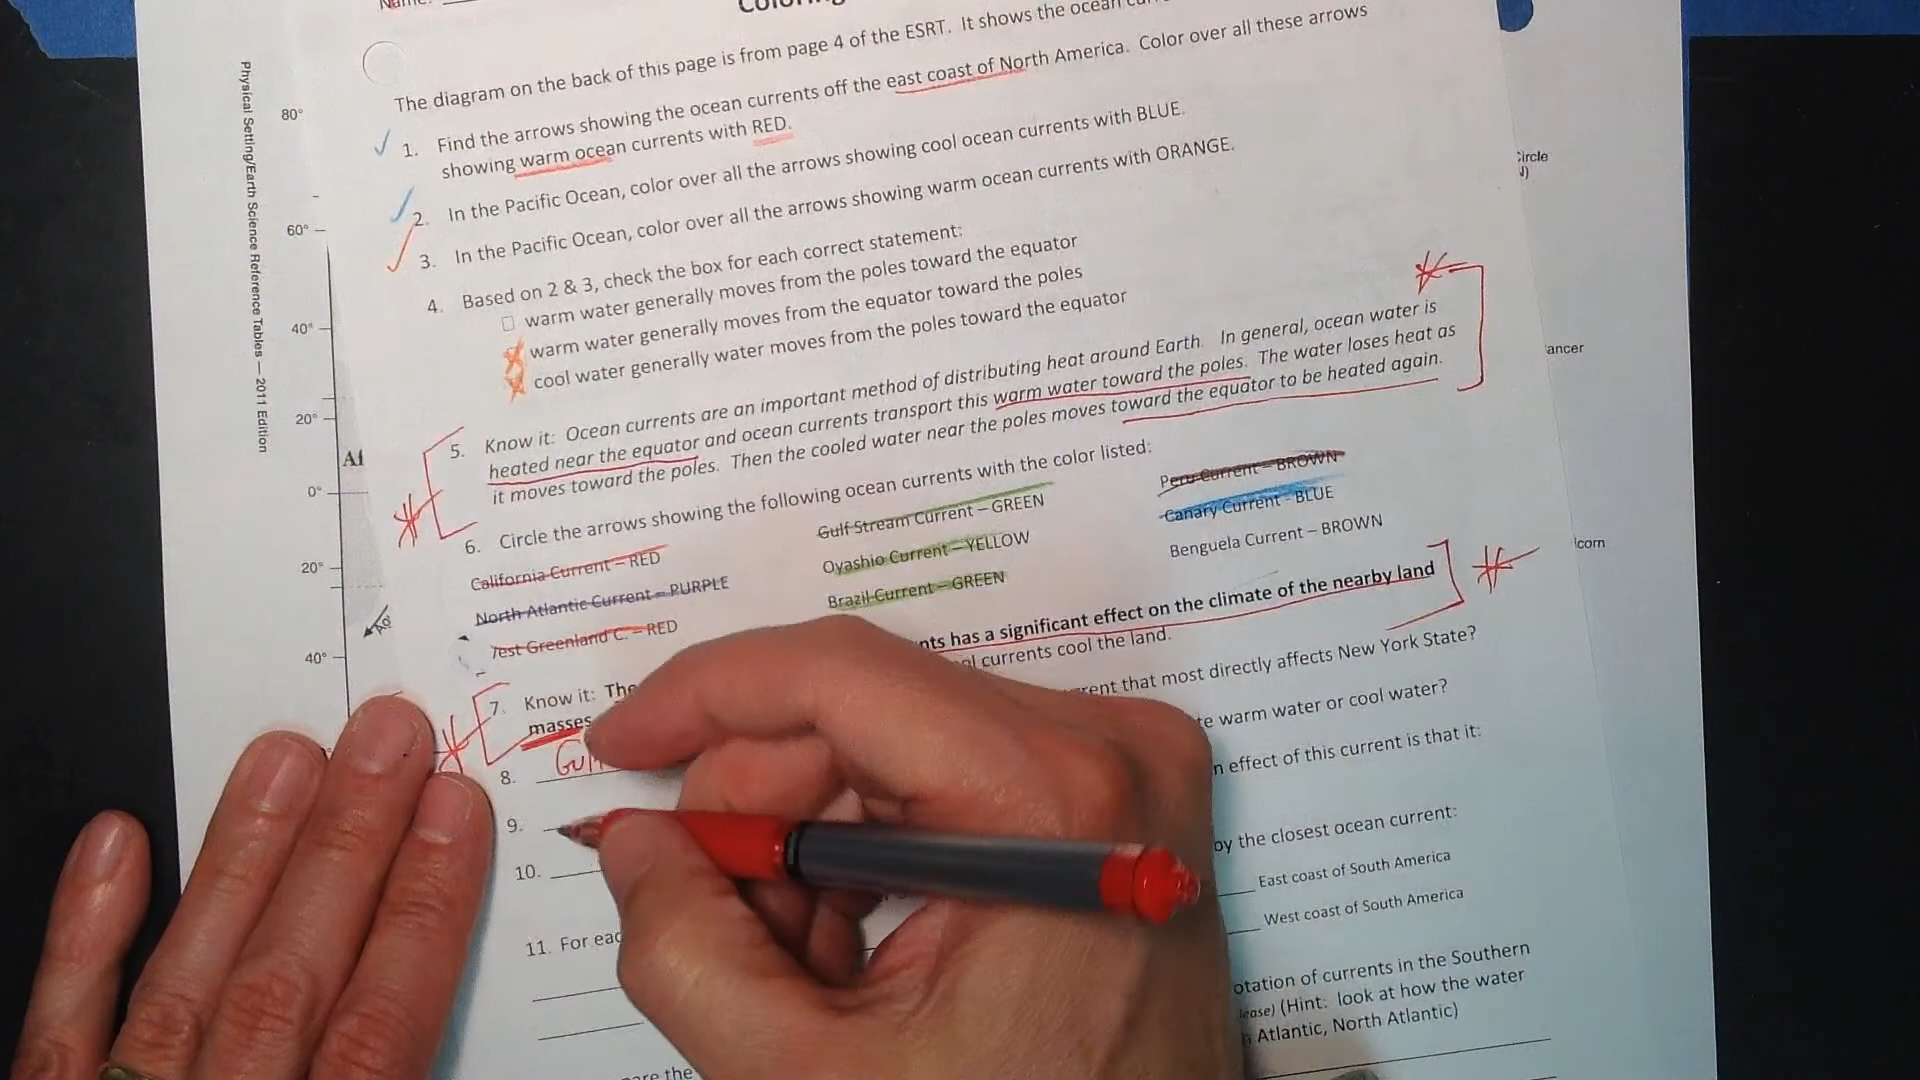 Name:
The diagram on the back of this page is from page 4 of the ESRT. It shows the ocean
1. Find the arrows showing the ocean currents off the east coast of North America. Color over all these arrows
showing warm ocean currents with RED.
2. In the Pacific Ocean, color over all the arrows showing cool ocean currents with BLUE.
3. In the Pacific Ocean, color over all the arrows showing warm ocean currents with ORANGE.
4. Based on 2 & 3, check the box for each correct statement:
warm water generally moves from the poles toward the equator
warm water generally moves from the equator toward the poles
cool water generally water moves from the poles toward the equator
5. Know it: Ocean currents are an important method of distributing heat around Earth. In general, ocean water is
heated near the equator and ocean currents transport this warm water toward the poles. The water loses heat as
it moves toward the poles. Then the cooled water near the poles moves toward the equator to be heated again.
6. Circle the arrows showing the following ocean currents with the color listed:
California Current – RED
North Atlantic Current – PURPLE
Test Greenland C. – RED
Gulf Stream Current – GREEN
Oyashio Current – YELLOW
Brazil Current – GREEN
Peru Current – BROWN
Canary Current - BLUE
Benguela Current – BROWN
7. Know it: The has a significant effect on the climate of the nearby land
masses currents cool the land.
8. that most directly affects New York State?
9. warm water or cool water?
10. effect of this current is that it:
11. For by the closest ocean current:
East coast of South America
West coast of South America
of currents in the Southern
(Hint: look at how the water
Atlantic, North Atlantic)
the
Physical Setting/Earth Science Reference Tables — 2011 Edition
80°
60°
40°
20°
0°
20°
40°